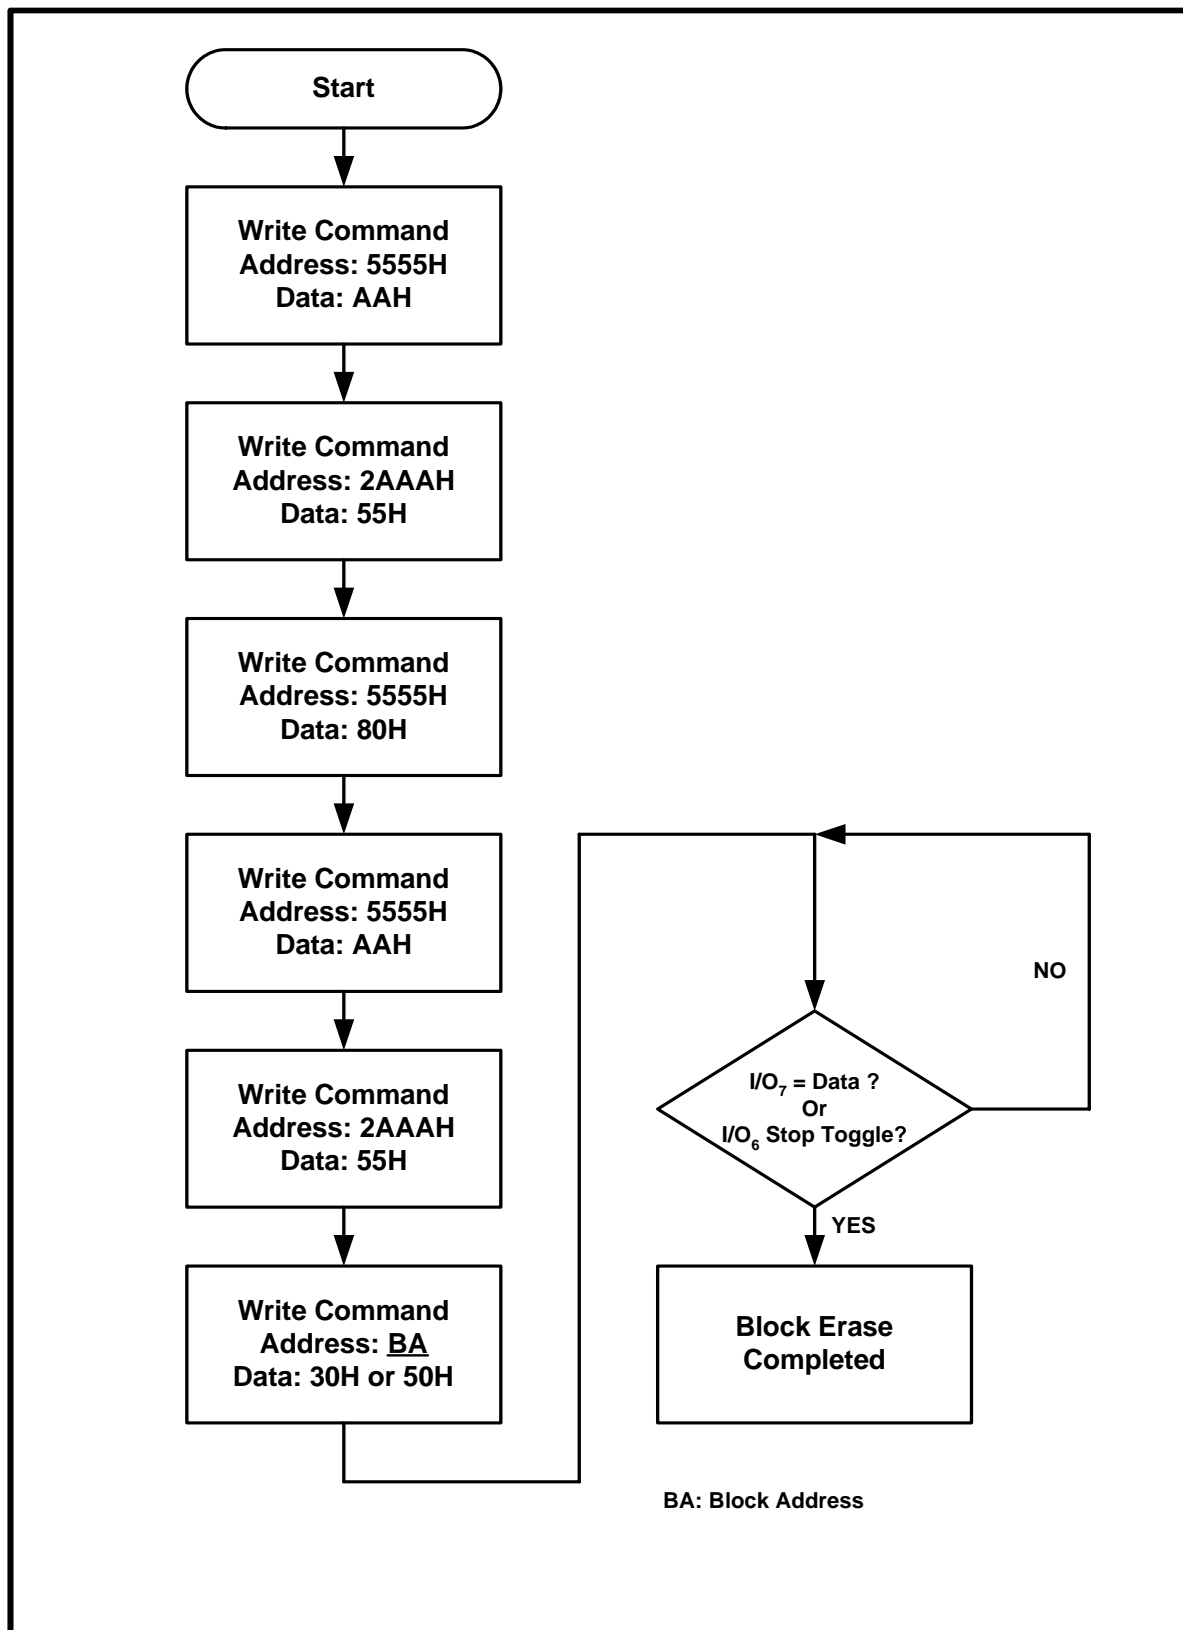 Start
Write Command
Address: 5555H
Data: AAH
Write Command
Address: 2AAAH
Data: 55H
Write Command
Address: 5555H
Data: 80H
Write Command
Address: 5555H
Data: AAH
Write Command
Address: 2AAAH
Data: 55H
Write Command
Address: BA
Data: 30H or 50H
NO
I/O7 = Data ?
Or
I/O6 Stop Toggle?
YES
Block Erase
Completed
BA: Block Address